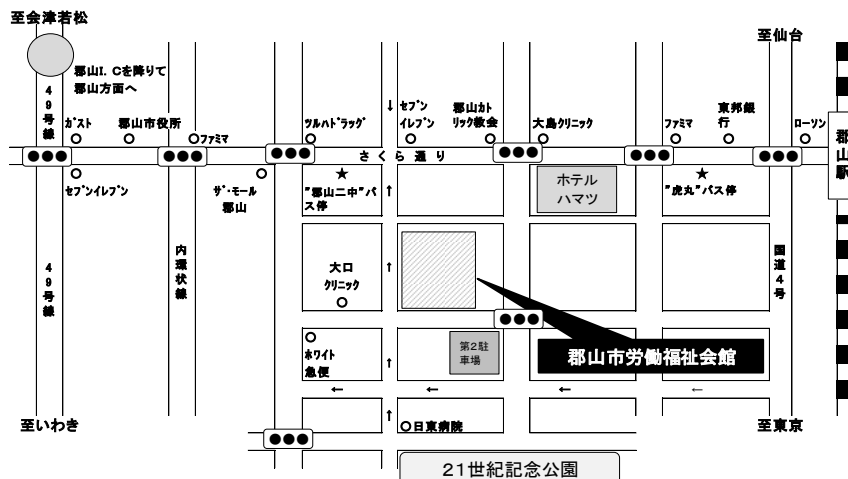 至会津若松
至仙台
郡山I．Cを降りて
郡山方面へ
49号線
ガスト
郡山市役所
ファミマ
ツルハドラッグ
↓
セブン
イレブン
郡山カト
リック教会
大島クリニック
ファミマ
東邦銀
行
ローソン
郡山駅
さくら通り
セブンイレブン
ザ・モール
郡山
★
"郡山二中"バ
ス停
↑
ホテル
ハマツ
★
"虎丸"バス停
49号線
内環状線
大口
クリニック
↑
国道4号
ホワイト
急便
↑
第2駐
車場
郡山市労働福祉会館
←
←
←
←
至いわき
↑
日東病院
至東京
21世紀記念公園